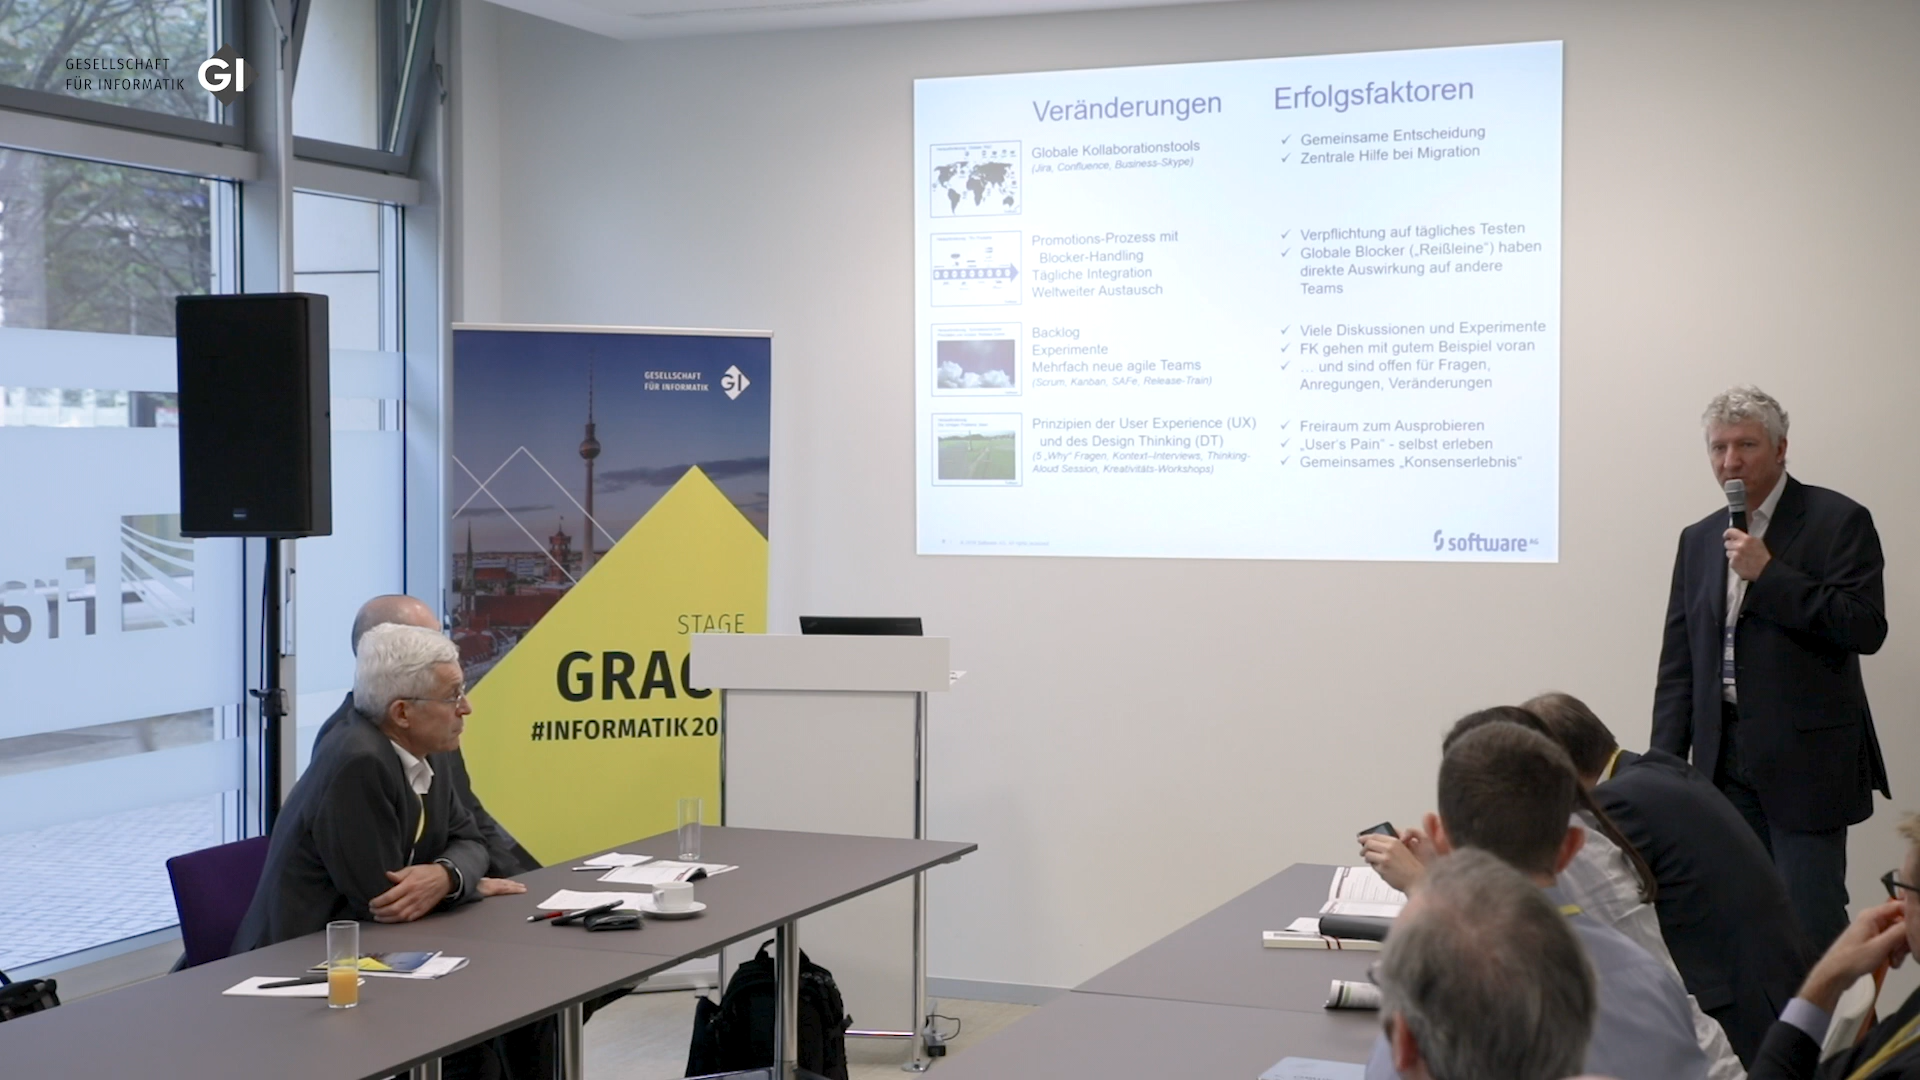 GESELLSCHAFT
FÜR INFORMATIK
GI
Veränderungen
Globale Kollaborationstools
(Jira, Confluence, Business-Skype)
Promotions-Prozess mit
Blocker-Handling
Tägliche Integration
Weltweiter Austausch
Backlog
Experimente
Mehrfach neue agile Teams
(Scrum, Kanban, SAFe, Release-Train)
Prinzipien der User Experience (UX)
und des Design Thinking (DT)
(5 „Why“ Fragen, Kontext–Interviews, Thinking-
Aloud Session, Kreativitäts-Workshops)
Erfolgsfaktoren
✓ Gemeinsame Entscheidung
✓ Zentrale Hilfe bei Migration
✓ Verpflichtung auf tägliches Testen
✓ Globale Blocker („Reißleine“) haben
direkte Auswirkung auf andere
Teams
✓ Viele Diskussionen und Experimente
✓ FK gehen mit gutem Beispiel voran
✓ … und sind offen für Fragen,
Anregungen, Veränderungen
✓ Freiraum zum Ausprobieren
✓ „User's Pain“ - selbst erleben
✓ Gemeinsames „Konsenserlebnis“
software AG
GESELLSCHAFT
FÜR INFORMATIK
GI
STAGE
GRAC
#INFORMATIK20
Fra